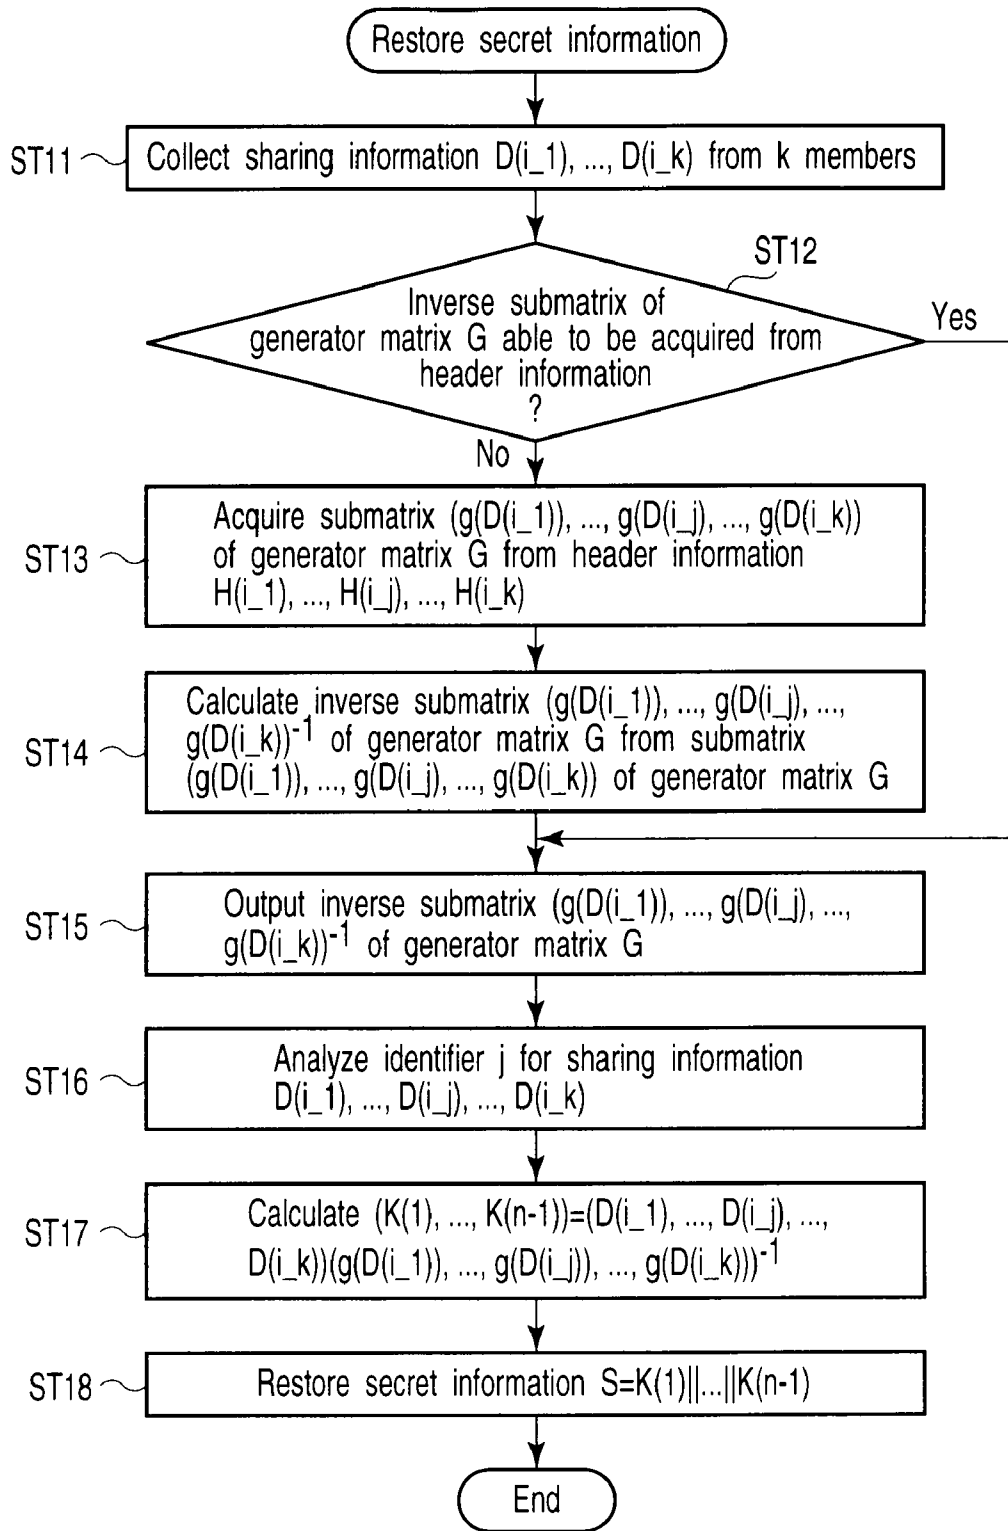 Restore secret information
ST11
Collect sharing information D(i_1), ..., D(i_k) from k members
ST12
Inverse submatrix of
generator matrix G able to be acquired from
header information
?
Yes
No
ST13
Acquire submatrix (g(D(i_1)), ..., g(D(i_j), ..., g(D(i_k))
of generator matrix G from header information
H(i_1), ..., H(i_j), ..., H(i_k)
ST14
Calculate inverse submatrix (g(D(i_1)), ..., g(D(i_j), ...,
g(D(i_k))⁻¹ of generator matrix G from submatrix
(g(D(i_1)), ..., g(D(i_j), ..., g(D(i_k)) of generator matrix G
ST15
Output inverse submatrix (g(D(i_1)), ..., g(D(i_j), ...,
g(D(i_k))⁻¹ of generator matrix G
ST16
Analyze identifier j for sharing information
D(i_1), ..., D(i_j), ..., D(i_k)
ST17
Calculate (K(1), ..., K(n-1)=(D(i_1), ..., D(i_j), ...,
D(i_k))(g(D(i_1)), ..., g(D(i_j)), ..., g(D(i_k)))⁻¹
ST18
Restore secret information S=K(1)||...||K(n-1)
End